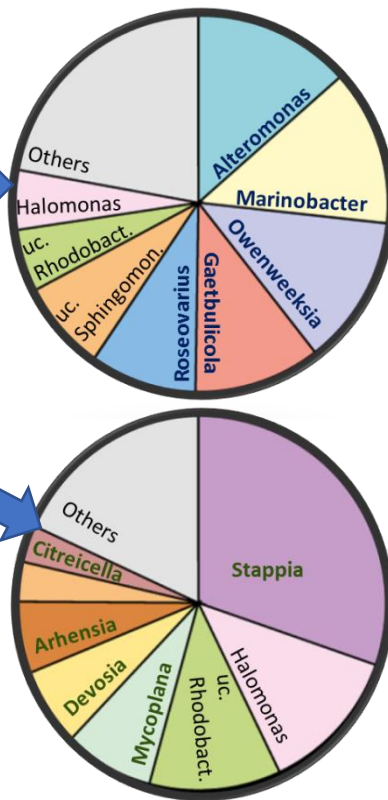 Alteromonas
Marinobacter
Owenweeksia
Gaetbulicola
Roseovarius
uc.
Sphingomon.
uc.
Rhodobact.
Halomonas
Others
Stappia
Halomonas
uc.
Rhodobact.
Mycoplana
Devosia
Arhensia
Citreicella
Others